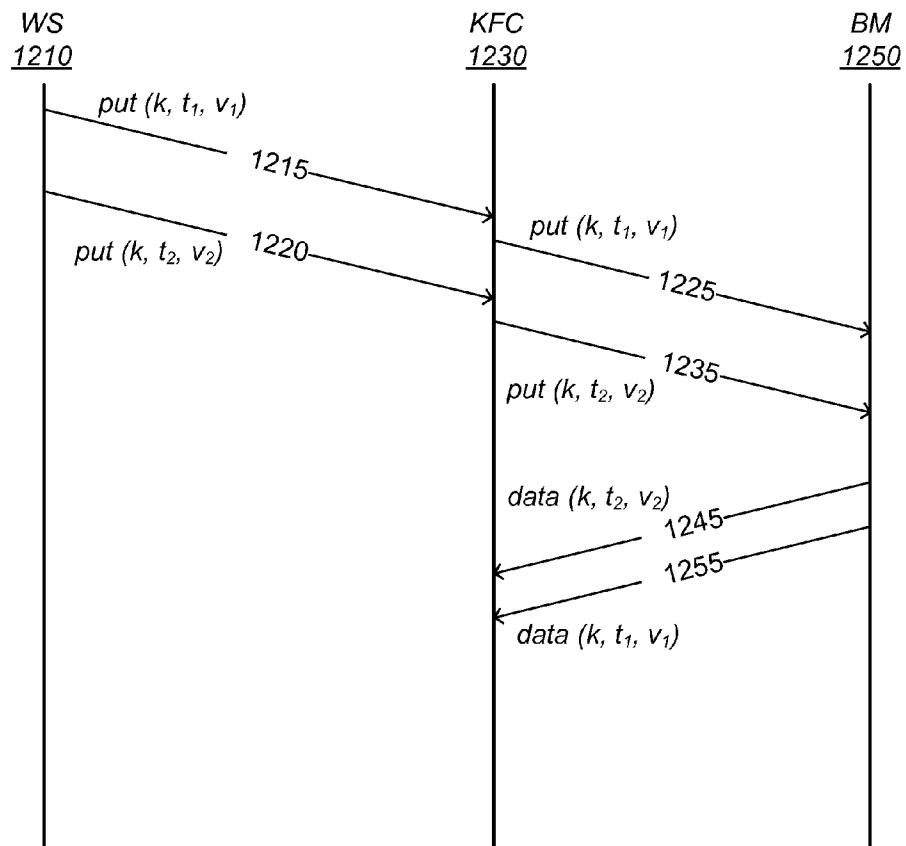 WS KFC BM
1210 1230 1250
put (k, t₁, v₁)
1215
put (k, t₁, v₁)
put (k, t₂, v₂)
1220
1225
1235
put (k, t₂, v₂)
data (k, t₂, v₂)
1245
1255
data (k, t₁, v₁)